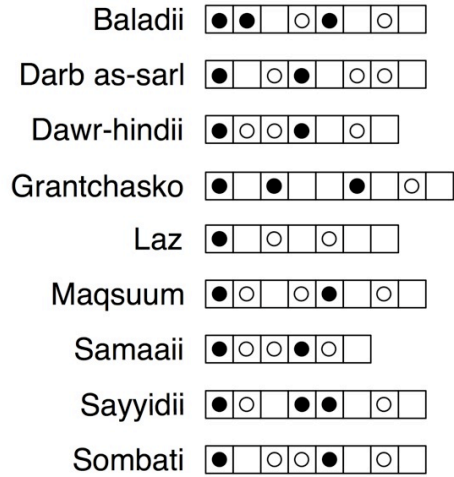 Baladii
Darb as-sarl
Dawr-hindii
Grantchasko
Laz
Maqsuum
Samaaii
Sayyidii
Sombati